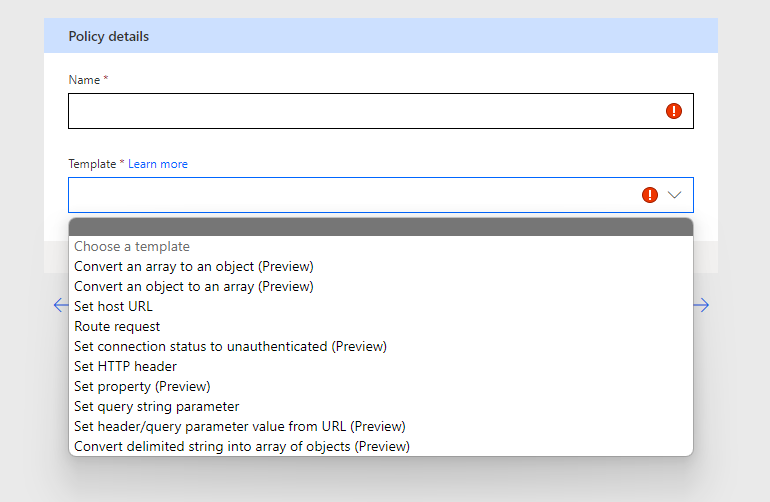 Policy details
Name *
Template * Learn more
Choose a template
Convert an array to an object (Preview)
Convert an object to an array (Preview)
Set host URL
Route request
Set connection status to unauthenticated (Preview)
Set HTTP header
Set property (Preview)
Set query string parameter
Set header/query parameter value from URL (Preview)
Convert delimited string into array of objects (Preview)